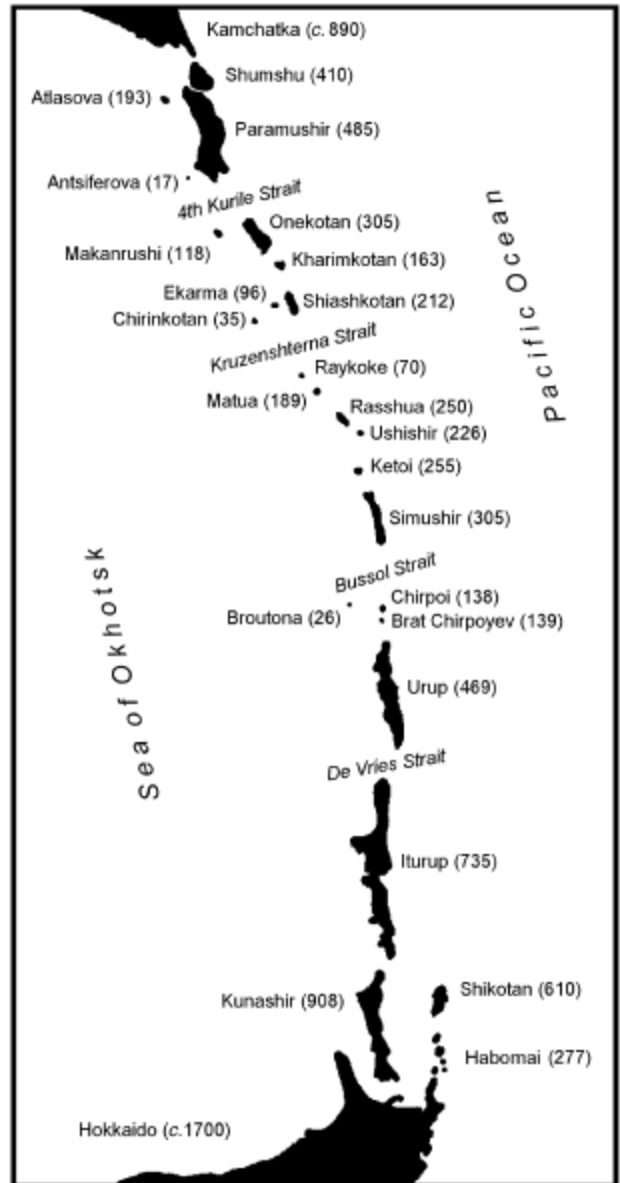 Kamchatka (c. 890)
Shumshu (410)
Atlasova (193)
Paramushir (485)
Antsiferova (17)
4th Kurile Strait
Onekotan (305)
Makanrushi (118)
Kharimkotan (163)
Ekarma (96)
Shiashkotan (212)
Chirinkotan (35)
Kruzenshterna Strait
Raykoke (70)
Matua (189)
Rasshua (250)
Ushishir (226)
Ketoi (255)
Simushir (305)
Pacific Ocean
Sea of Okhotsk
Bussol Strait
Chirpoi (138)
Broutona (26)
Brat Chirpoyev (139)
Urup (469)
De Vries Strait
Iturup (735)
Shikotan (610)
Kunashir (908)
Habomai (277)
Hokkaido (c.1700)